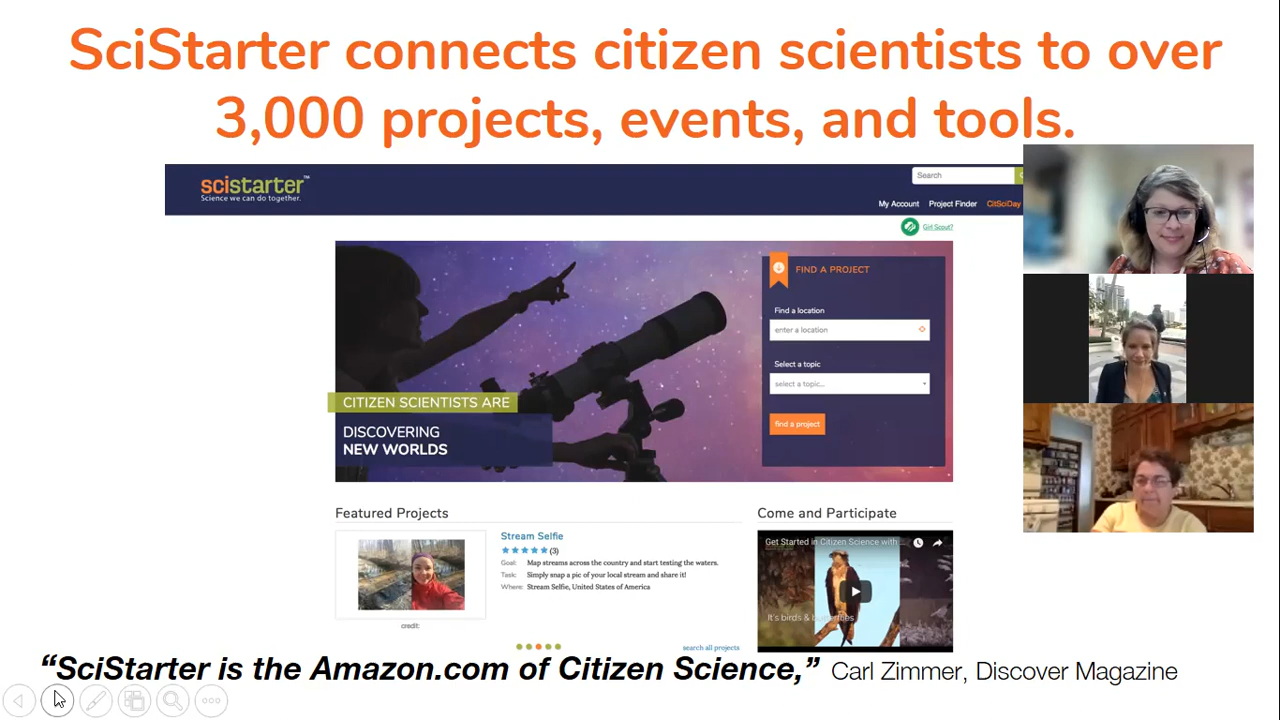 SciStarter connects citizen scientists to over
3,000 projects, events, and tools.
scistarter™
Science we can do together.
Search
My Account Project Finder CitSciDay
Girl Scout?
FIND A PROJECT
Find a location
enter a location
Select a topic
select a topic...
find a project
CITIZEN SCIENTISTS ARE
DISCOVERING
NEW WORLDS
Featured Projects
Stream Selfie
(3)
Goal: Map streams across the country and start testing the waters.
Task: Simply snap a pic of your local stream and share it!
Where: Stream Selfie, United States of America
credit:
search all projects
Come and Participate
Get Started in Citizen Science with...
It's birds &
“SciStarter is the Amazon.com of Citizen Science,” Carl Zimmer, Discover Magazine